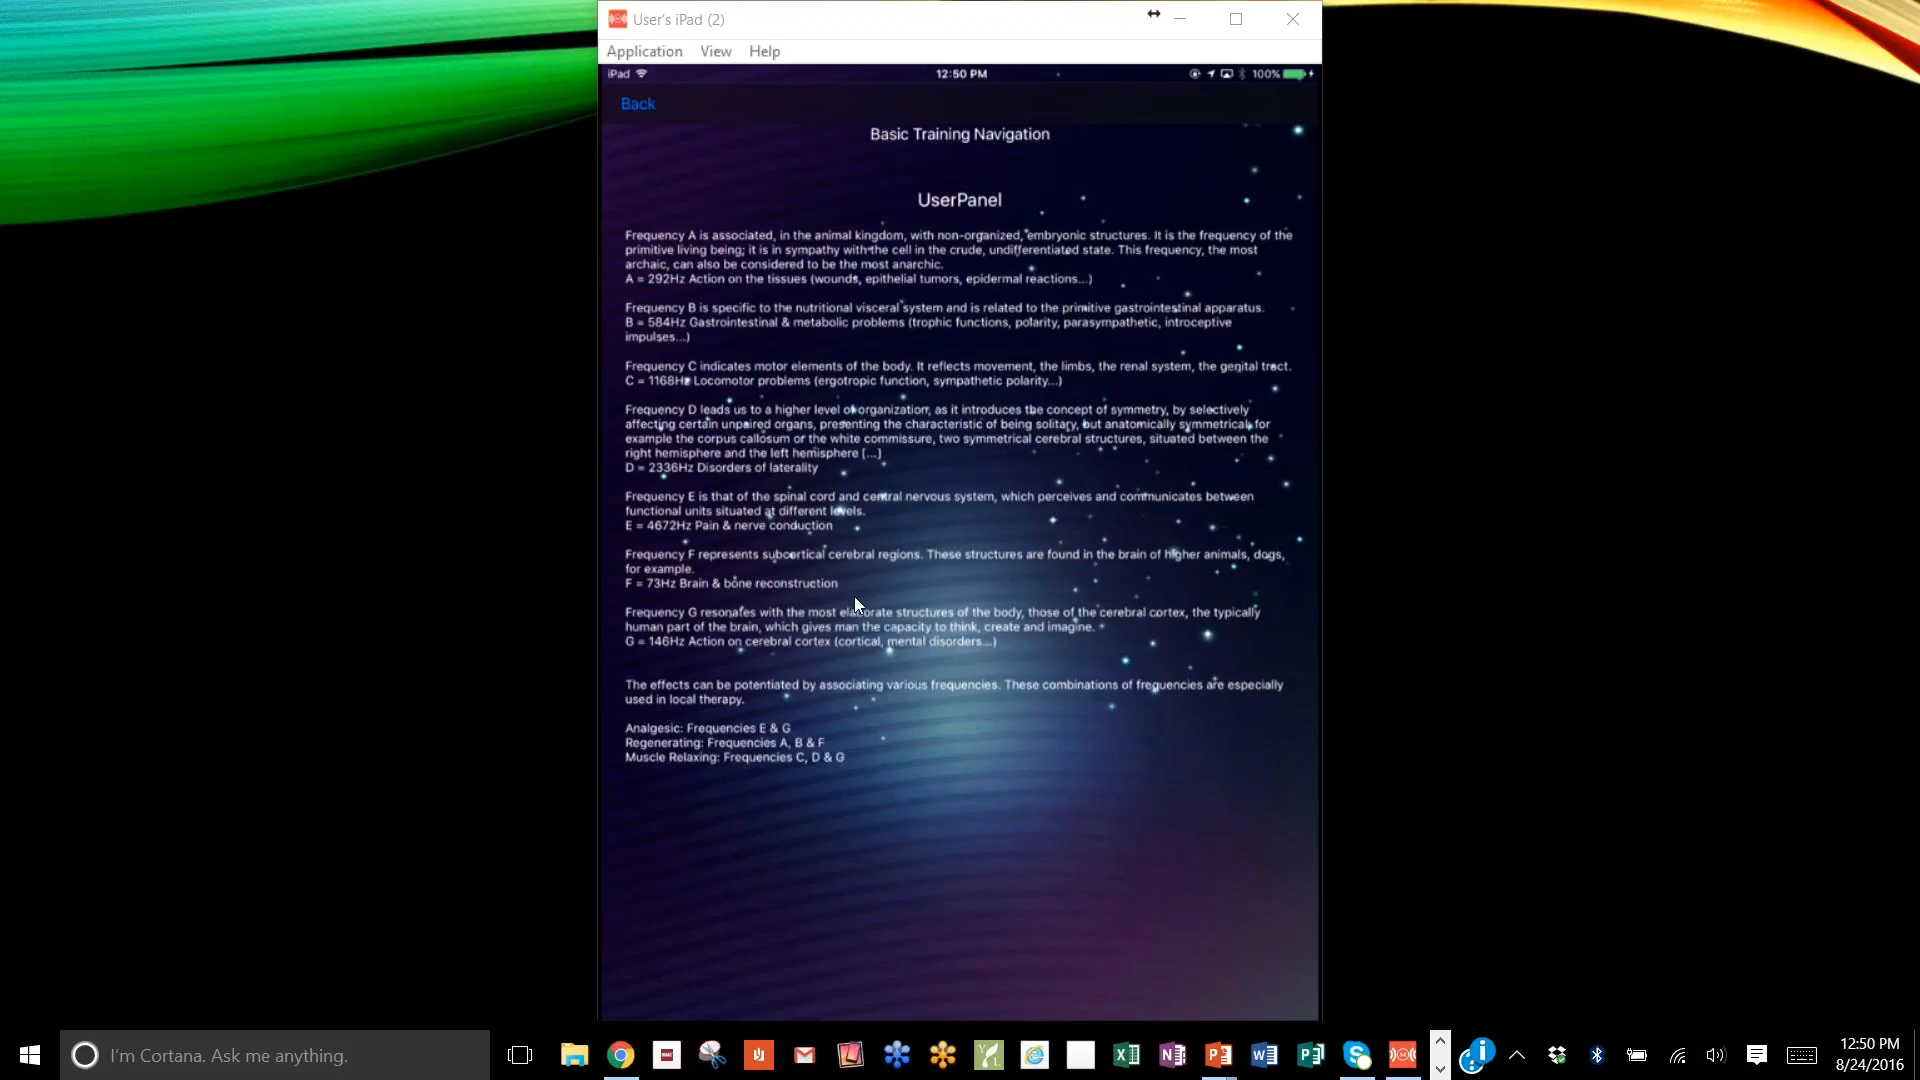 User's iPad (2)
Application View Help
iPad 12:50 PM 100%
Back
Basic Training Navigation
UserPanel
Frequency A is associated, in the animal kingdom, with non-organized, embryonic structures. It is the frequency of the
primitive living being; it is in sympathy with the cell in the crude, undifferentiated state. This frequency, the most
archaic, can also be considered to be the most anarchic.
A = 292Hz Action on the tissues (wounds, epithelial tumors, epidermal reactions...)
Frequency B is specific to the nutritional visceral system and is related to the primitive gastrointestinal apparatus.
B = 584Hz Gastrointestinal & metabolic problems (trophic functions, polarity, parasympathetic, introceptive
impulses...)
Frequency C indicates motor elements of the body. It reflects movement, the limbs, the renal system, the genital tract.
C = 1168Hz Locomotor problems (ergotropic function, sympathetic polarity...)
Frequency D leads us to a higher level of organization, as it introduces the concept of symmetry, by selectively
affecting certain unpaired organs, presenting the characteristic of being solitary, but anatomically symmetrical, for
example the corpus callosum or the white commissure, two symmetrical cerebral structures, situated between the
right hemisphere and the left hemisphere [...]
D = 2336Hz Disorders of laterality
Frequency E is that of the spinal cord and central nervous system, which perceives and communicates between
functional units situated at different levels.
E = 4672Hz Pain & nerve conduction
Frequency F represents subcortical cerebral regions. These structures are found in the brain of higher animals, dogs,
for example.
F = 73Hz Brain & bone reconstruction
Frequency G resonates with the most elaborate structures of the body, those of the cerebral cortex, the typically
human part of the brain, which gives man the capacity to think, create and imagine.
G = 146Hz Action on cerebral cortex (cortical, mental disorders...)
The effects can be potentiated by associating various frequencies. These combinations of frequencies are especially
used in local therapy.
Analgesic: Frequencies E & G
Regenerating: Frequencies A, B & F
Muscle Relaxing: Frequencies C, D & G
I'm Cortana. Ask me anything.
12:50 PM
8/24/2016